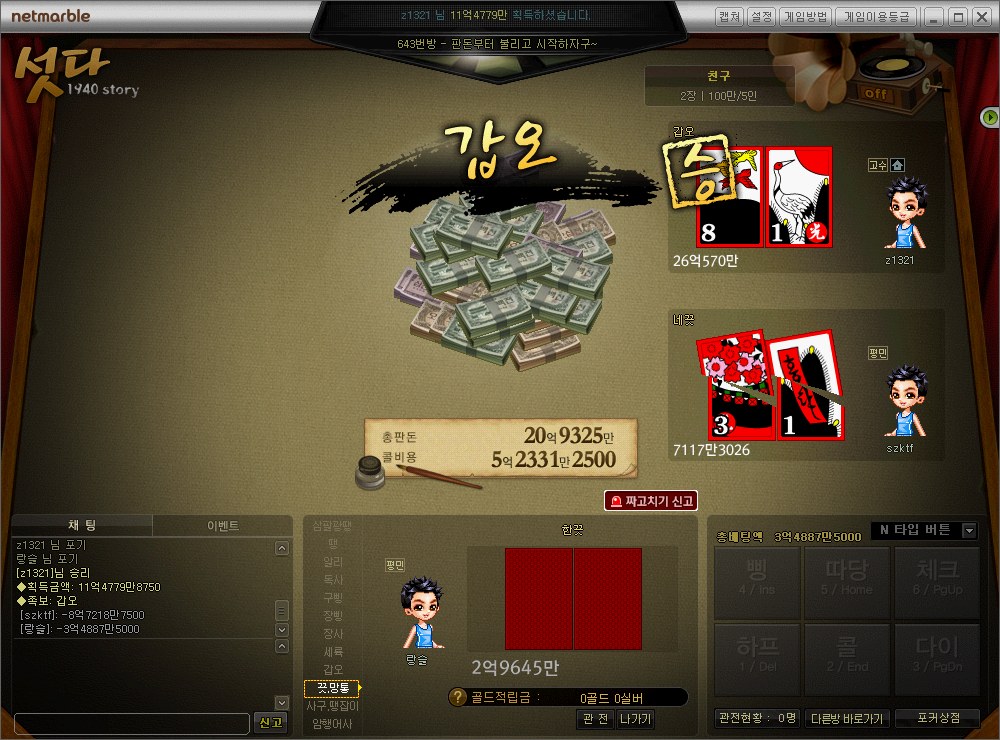 netmarble
z1321 님 11억4779만 획득하셨습니다.
캡쳐 설정 게임방법 게임이용등급
643번방 - 판돈부터 불리고 시작하자구~
섯다
1940 story
친구
2장 | 100만/5인
off
갑오
갑오
승
8 1 光
고수
z1321
26억570만
네끗
3. 1
평민
szktf
7117만3026
총판돈 20억9325만
콜비용 5억2331만2500
짜고치기 신고
채 팅 이벤트
z1321 님 포기
랑슬 님 포기
[z1321]님 승리
◆획득금액: 11억4779만8750
◆족보: 갑오
[szktf]: -8억7218만7500
[랑슬]: -3억4887만5000
신고
삼팔광땡
땡
알리
독사
구삥
장삥
장사
세륙
갑오
끗,망통
사구,땡잡이
암행어사
한끗
평민
랑슬
2억9645만
? 골드적립금 : 0골드 0실버
관 전 나가기
총베팅액 3억4887만5000
N 타입 버튼
삥 따당 체크
4 / Ins 5 / Home 6 / PgUp
하프 콜 다이
1 / Del 2 / End 3 / PgDn
관전현황 : 0명 다른방 바로가기 포커상점